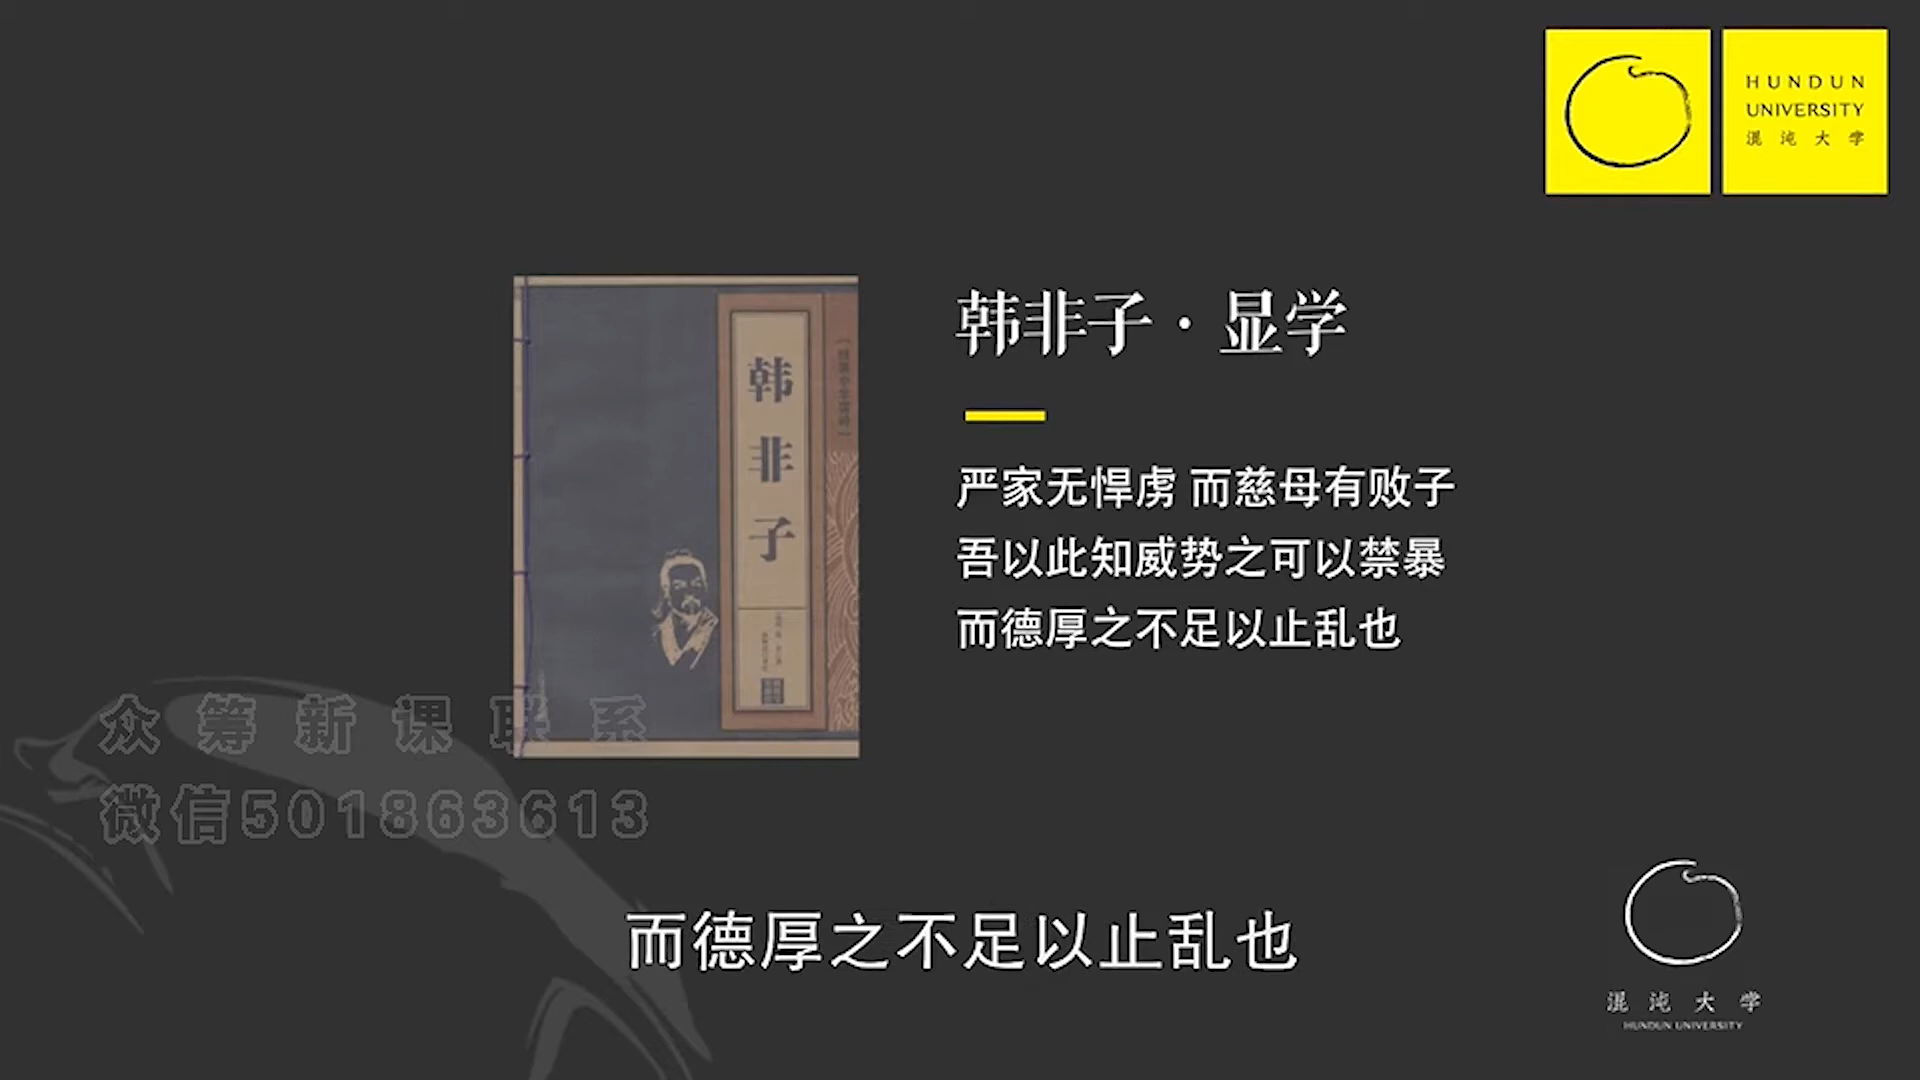 HUNDUN
UNIVERSITY
混沌大学
韩非子·显学
韩非子
严家无悍虏 而慈母有败子
吾以此知威势之可以禁暴
而德厚之不足以止乱也
众筹新课联系
微信501863613
而德厚之不足以止乱也
混沌大学
HUNDUN UNIVERSITY